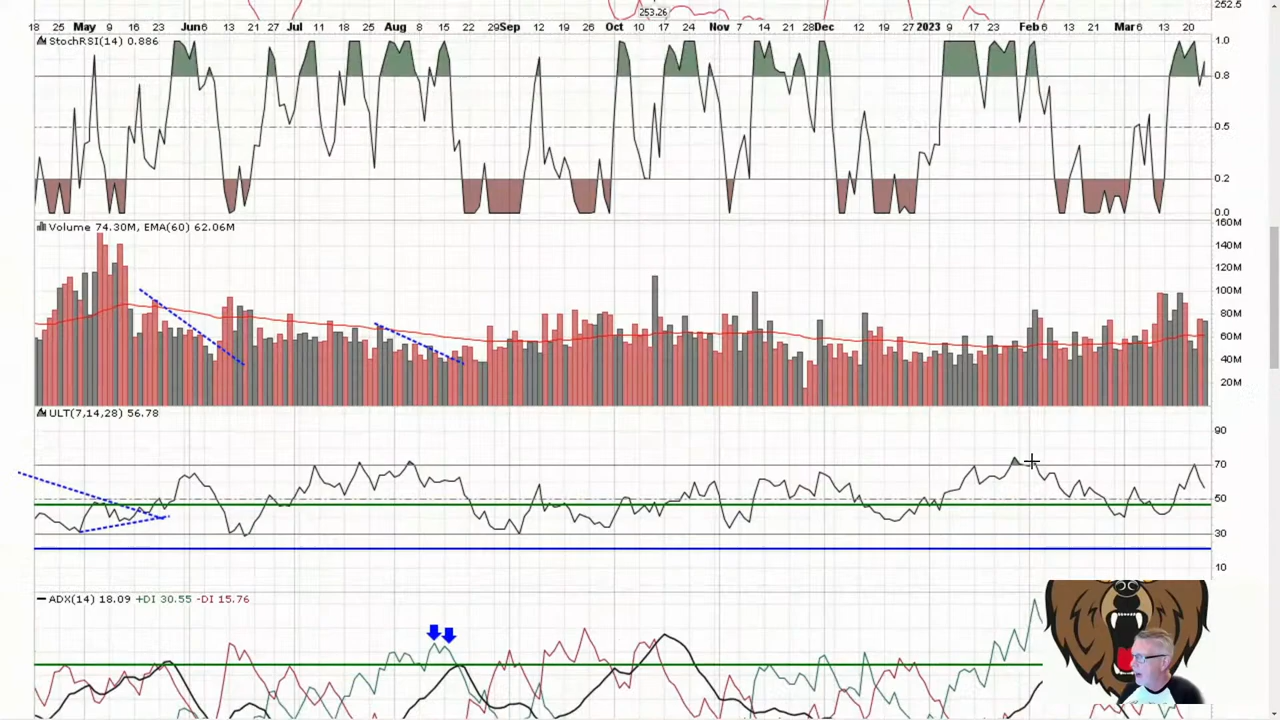 252.5
253.26
May 9 16 23 Jun 6 13 21 27 Jul 11 18 25 Aug 8 15 22 29 Sep 12 19 26 Oct 10 17 24 Nov 7 14 21 28 Dec 12 19 27 2023 9 17 23 Feb 6 13 21 27 Mar 6 13 20
StochRSI(14) 0.886
1.0
0.8
0.5
0.2
0.0
Volume 74.30M, EMA(60) 62.06M
160M
140M
120M
100M
80M
60M
40M
20M
ULT(7,14,28) 56.78
90
70
50
30
10
ADX(14) 18.09 +DI 30.55 -DI 15.76